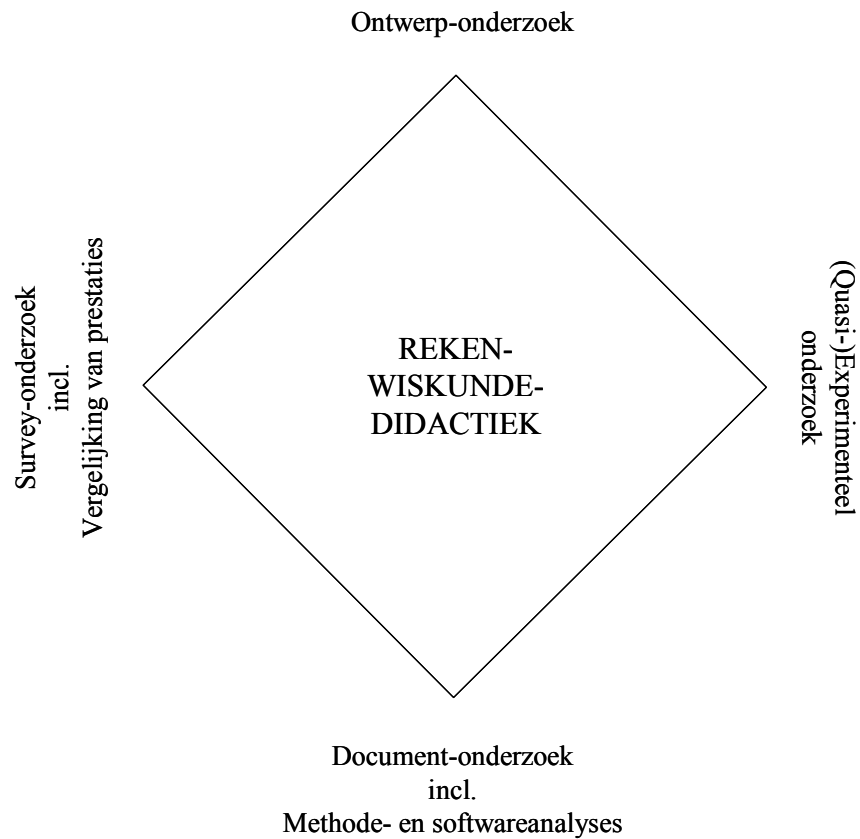 Ontwerp-onderzoek
Survey-onderzoek
incl.
Vergelijking van prestaties
REKEN-
WISKUNDE-
DIDACTIEK
(Quasi-)Experimenteel
onderzoek
Document-onderzoek
incl.
Methode- en softwareanalyses